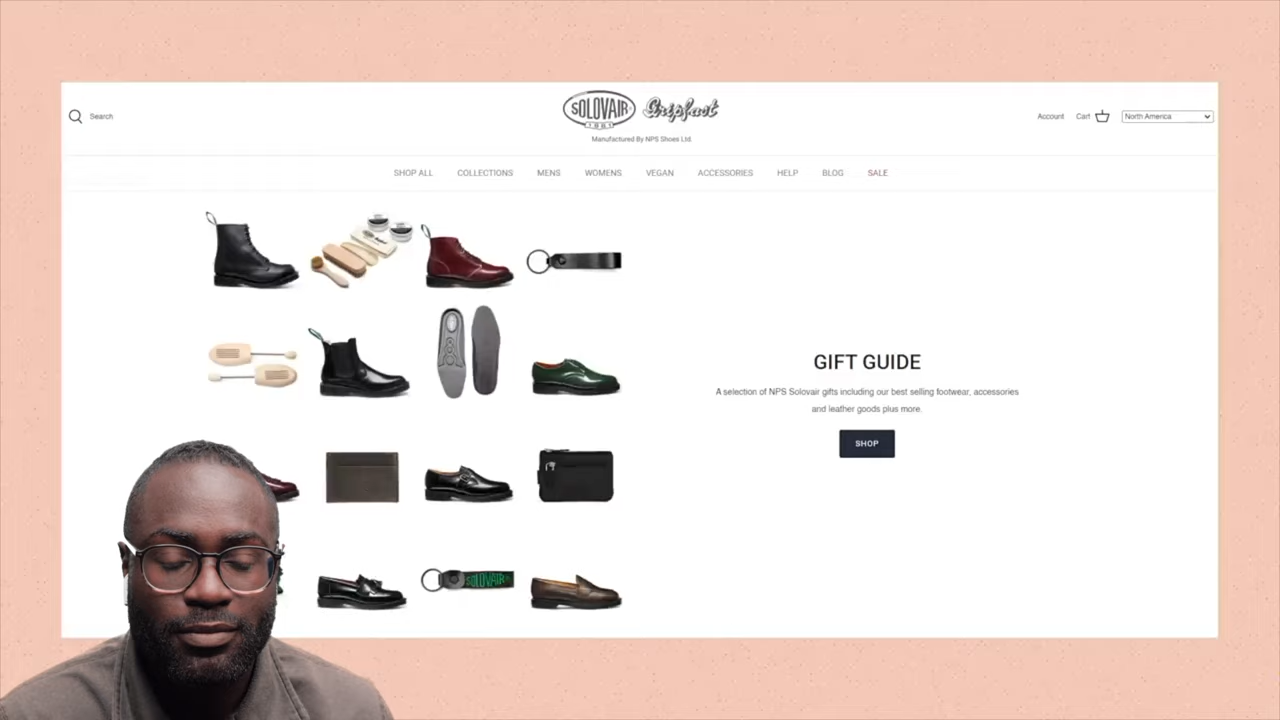 Search
SOLOVAIR
1881
Gripfast
Manufactured By NPS Shoes Ltd.
Account
Cart
North America
SHOP ALL
COLLECTIONS
MENS
WOMENS
VEGAN
ACCESSORIES
HELP
BLOG
SALE
GIFT GUIDE
A selection of NPS Solovair gifts including our best selling footwear, accessories
and leather goods plus more.
SHOP
SOLOVAIR